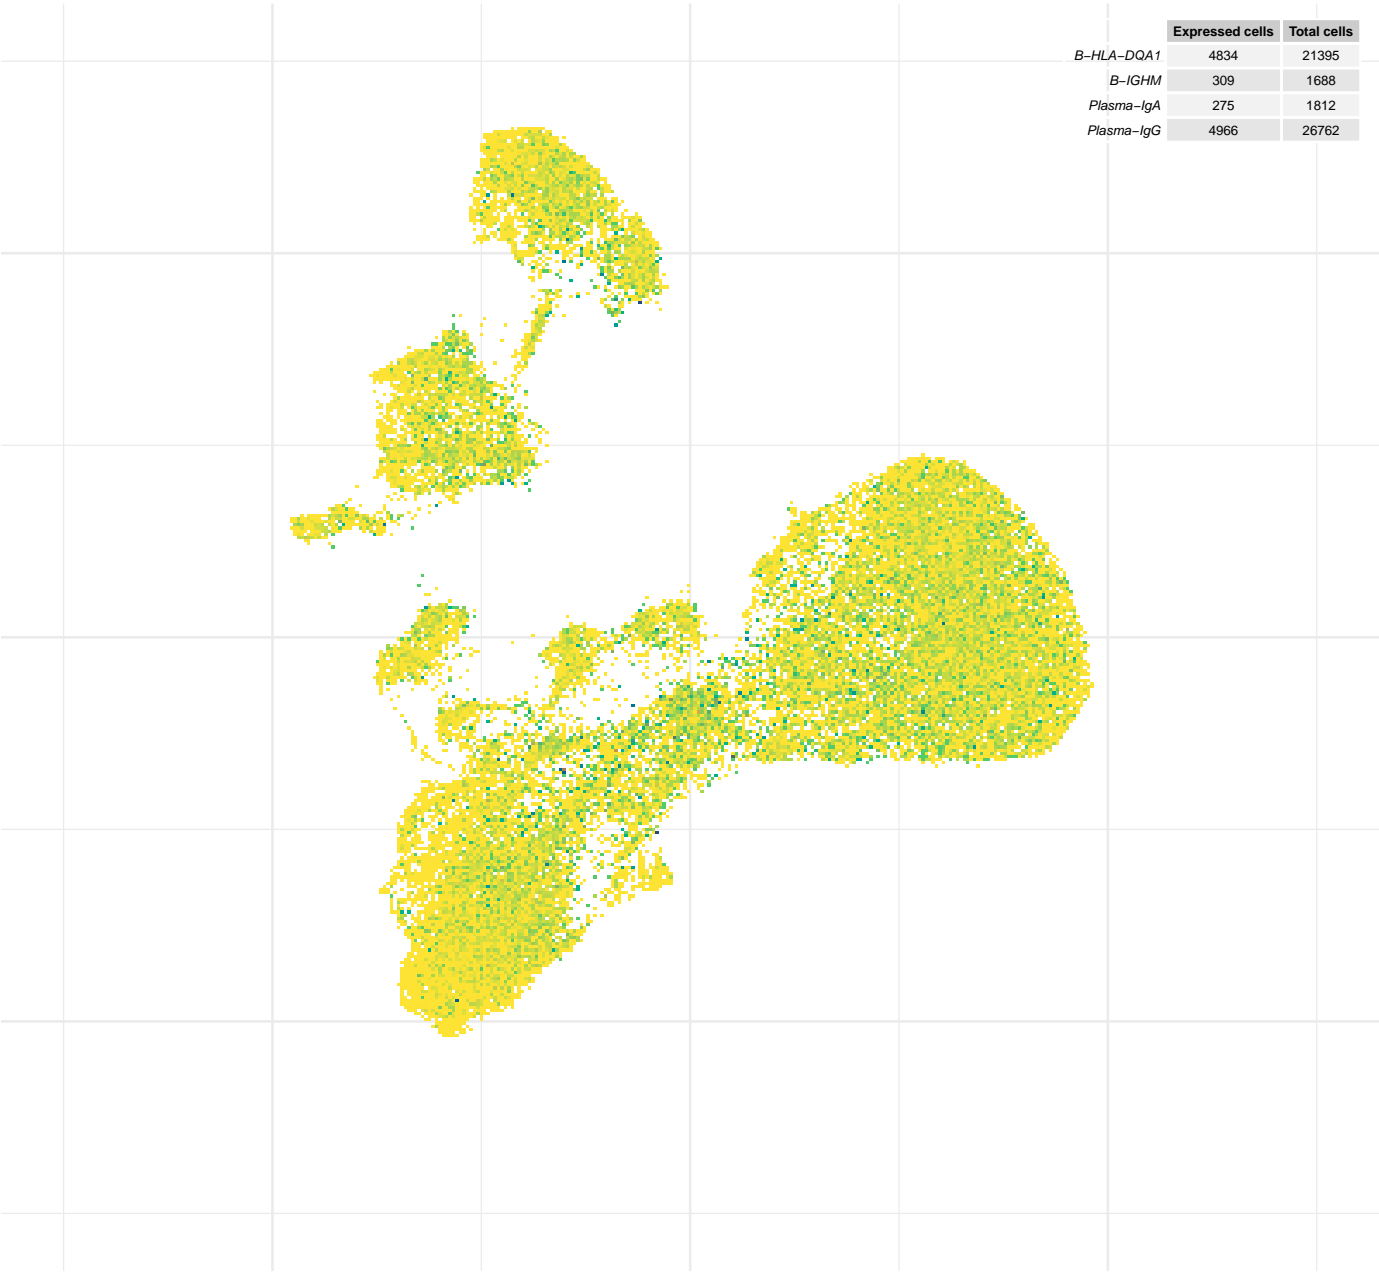 Expressed cells Total cells
B−HLA−DQA1 4834 21395
B−IGHM 309 1688
Plasma−IgA 275 1812
Plasma−IgG 4966 26762